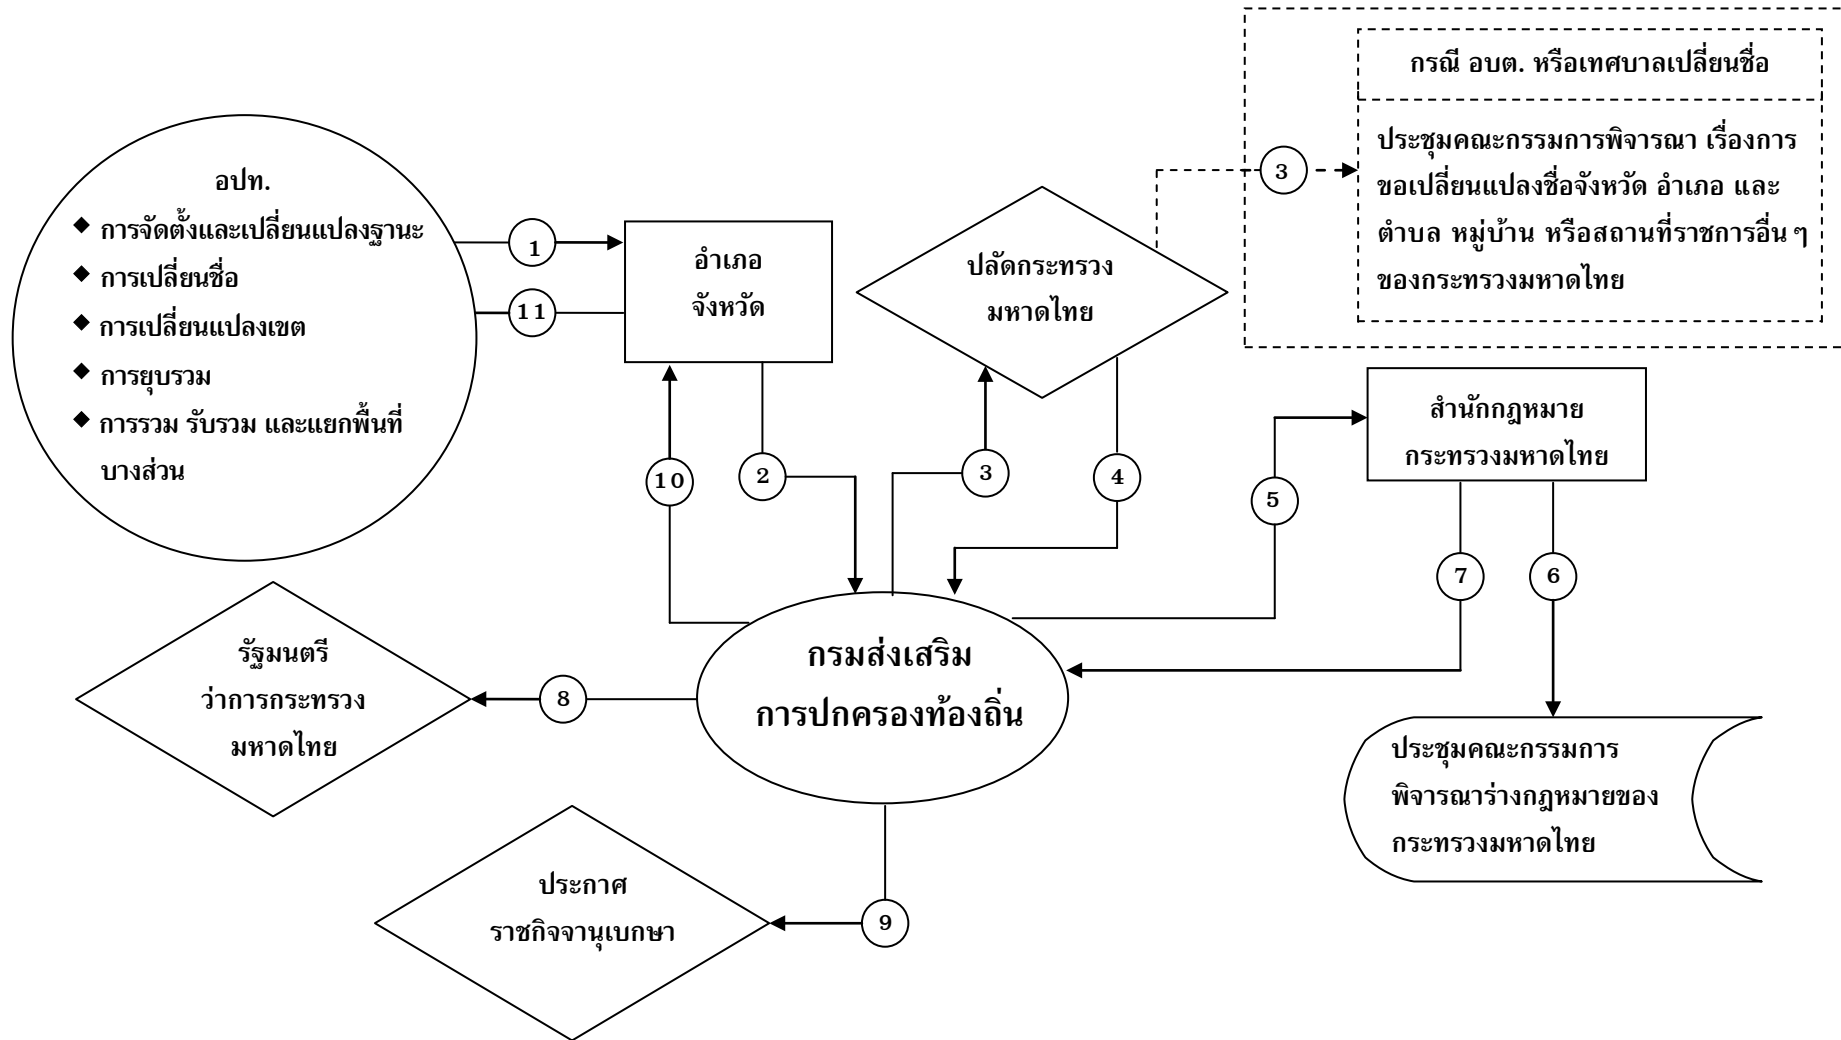 กรณี อบต. หรือเทศบาลเปลี่ยนชื่อ
ประชุมคณะกรรมการพิจารณา เรื่องการ
ขอเปลี่ยนแปลงชื่อจังหวัด อำเภอ และ
ตำบล หมู่บ้าน หรือสถานที่ราชการอื่น ๆ
ของกระทรวงมหาดไทย
3
อปท.
◆ การจัดตั้งและเปลี่ยนแปลงฐานะ
◆ การเปลี่ยนชื่อ
◆ การเปลี่ยนแปลงเขต
◆ การยุบรวม
◆ การรวม รับรวม และแยกพื้นที่
บางส่วน
1
11
อำเภอ
จังหวัด
ปลัดกระทรวง
มหาดไทย
สำนักกฎหมาย
กระทรวงมหาดไทย
10
2
3
4
5
7
6
รัฐมนตรี
ว่าการกระทรวง
มหาดไทย
8
กรมส่งเสริม
การปกครองท้องถิ่น
ประชุมคณะกรรมการ
พิจารณาร่างกฎหมายของ
กระทรวงมหาดไทย
ประกาศ
ราชกิจจานุเบกษา
9